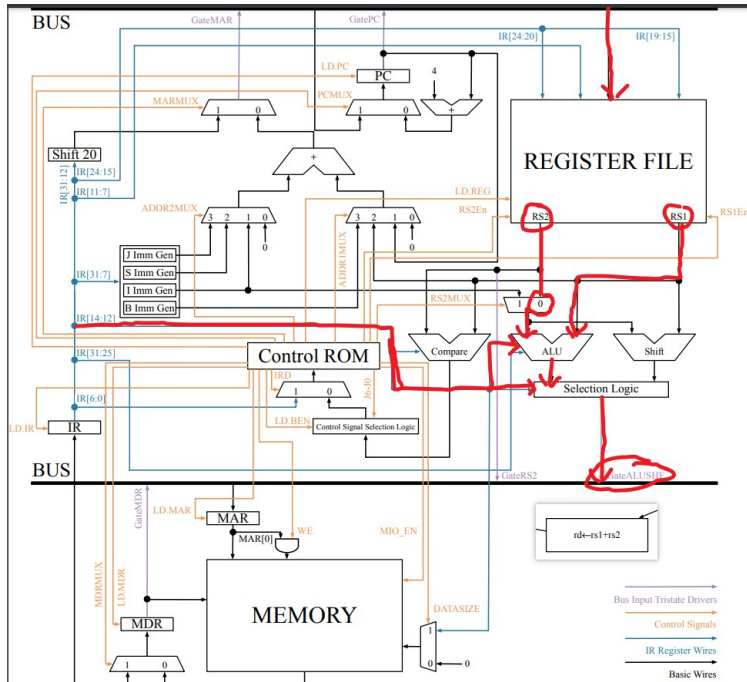 BUS
GateMAR
GatePC
IR[24:20]
IR[19:15]
LD.PC
PC
4
MARMUX
PCMUX
1 0
1 0
+
Shift 20
IR[31:12]
IR[24:15]
IR[11:7]
+
REGISTER FILE
LD.REG
RS2En
RS2
RS1
RS1En
ADDR2MUX
3 2 1 0
0
ADDR1MUX
3 2 1 0
0
J Imm Gen
S Imm Gen
I Imm Gen
B Imm Gen
IR[31:7]
IR[14:12]
RS2MUX
1 0
Control ROM
Compare
ALU
Shift
IR[31:25]
IRD
J6-J0
1 0
Selection Logic
IR[6:0]
LD.BEN
Control Signal Selection Logic
LD.IR
IR
BUS
GateRS2
GateALUSHF
GateMDR
LD.MAR
MAR
WE
MAR[0]
MIO_EN
rd←rs1+rs2
MDRMUX
LD.MDR
MDR
MEMORY
DATASIZE
1
0
0
1 0
Bus Input Tristate Drivers
Control Signals
IR Register Wires
Basic Wires